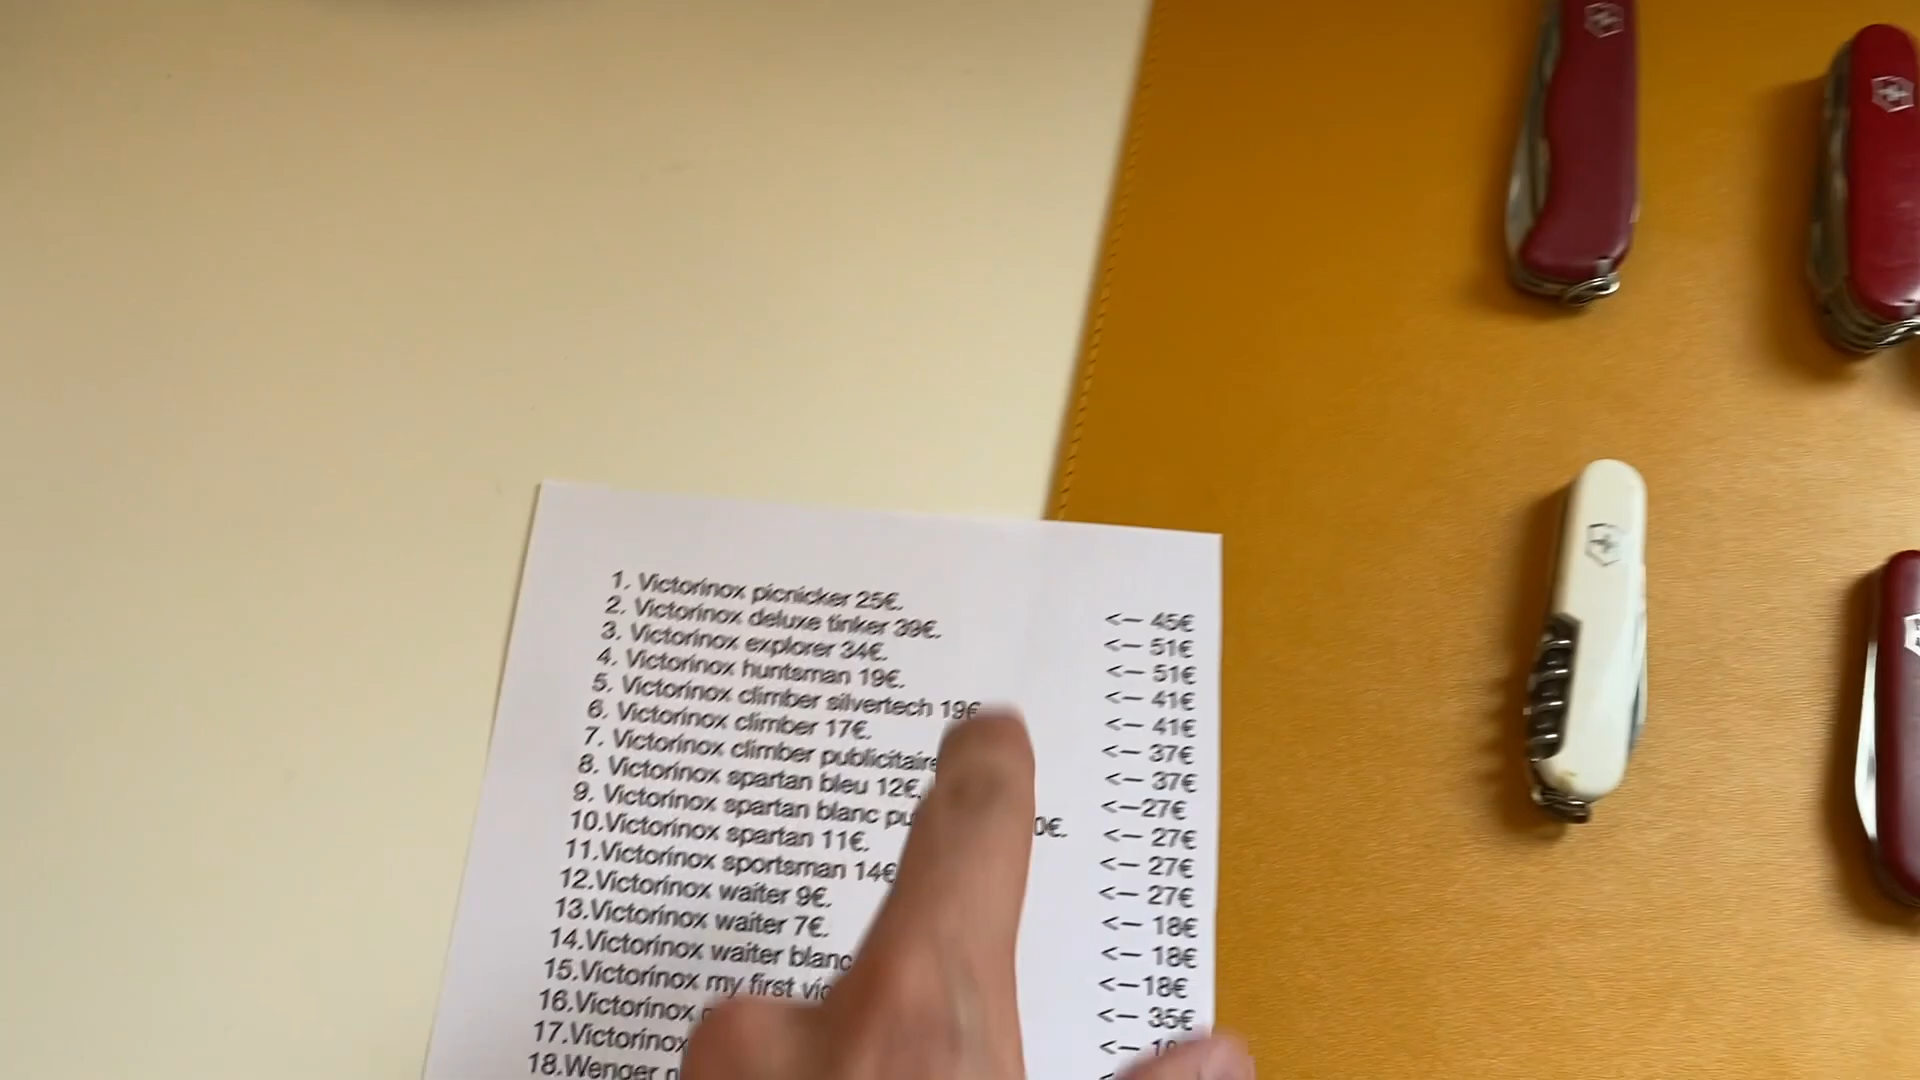 1. Victorinox picnicker 25€. <— 45€
2. Victorinox deluxe tinker 39€. <— 51€
3. Victorinox explorer 34€. <— 51€
4. Victorinox huntsman 19€. <— 41€
5. Victorinox climber silvertech 19€ <— 41€
6. Victorinox climber 17€. <— 37€
7. Victorinox climber publicitaire <— 37€
8. Victorinox spartan bleu 12€. <—27€
9. Victorinox spartan blanc 0€. <— 27€
10.Victorinox spartan 11€. <— 27€
11.Victorinox sportsman 14€ <— 27€
12.Victorinox waiter 9€. <— 18€
13.Victorinox waiter 7€. <— 18€
14.Victorinox waiter blanc <—18€
15.Victorinox my first <— 35€
16.Victorinox <—
17.Victorinox
18.Wenger